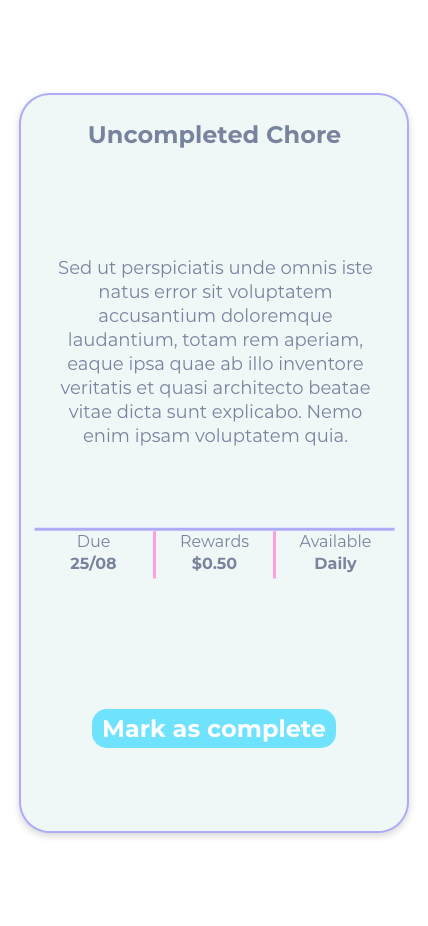 Uncompleted Chore
Sed ut perspiciatis unde omnis iste
natus error sit voluptatem
accusantium doloremque
laudantium, totam rem aperiam,
eaque ipsa quae ab illo inventore
veritatis et quasi architecto beatae
vitae dicta sunt explicabo. Nemo
enim ipsam voluptatem quia.
Due Rewards Available
25/08 $0.50 Daily
Mark as complete